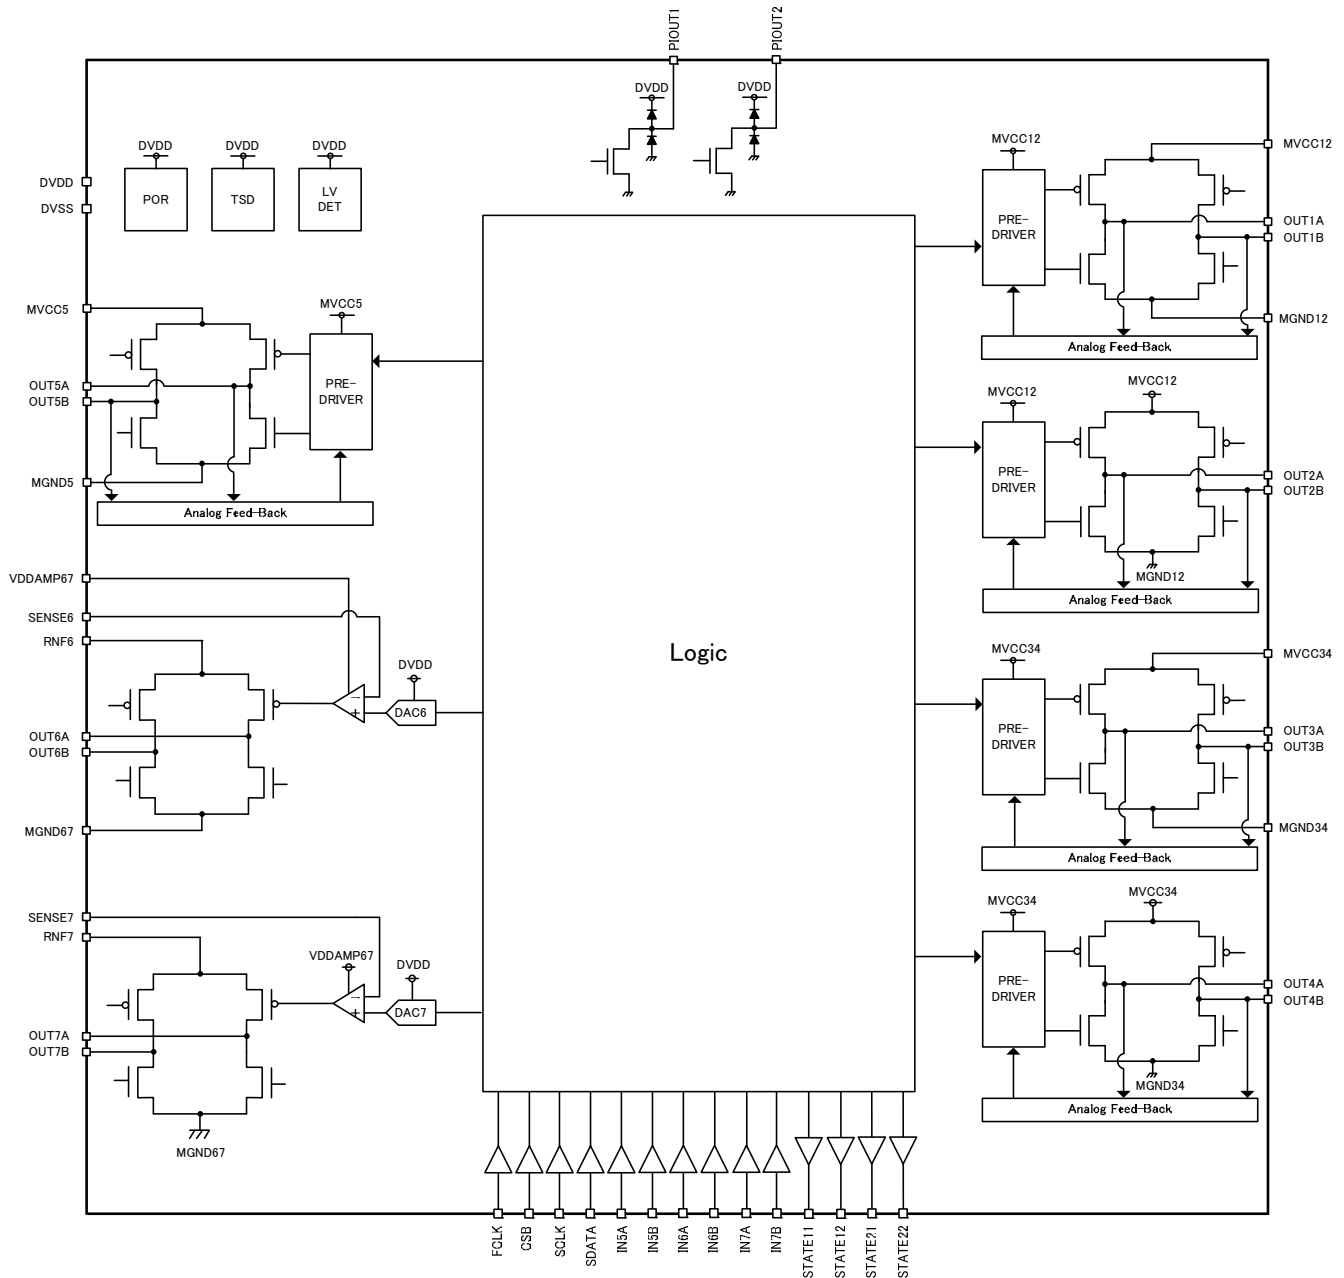 PIOUT1
PIOUT2
DVDD
DVDD
DVDD
DVDD
DVDD
POR
TSD
LV
DET
DVDD
DVSS
MVCC12
PRE-
DRIVER
MVCC12
OUT1A
OUT1B
MGND12
Analog Feed-Back
MVCC5
MVCC5
PRE-
DRIVER
OUT5A
OUT5B
MGND5
Analog Feed-Back
MVCC12
MVCC12
PRE-
DRIVER
OUT2A
OUT2B
MGND12
Analog Feed-Back
VDDAMP67
SENSE6
RNF6
DVDD
DAC6
−
+
OUT6A
OUT6B
MGND67
Logic
MVCC34
MVCC34
PRE-
DRIVER
OUT3A
OUT3B
MGND34
Analog Feed-Back
SENSE7
RNF7
VDDAMP67
DVDD
DAC7
−
+
OUT7A
OUT7B
MGND67
MVCC34
MVCC34
PRE-
DRIVER
OUT4A
OUT4B
MGND34
Analog Feed-Back
FCLK
CSB
SCLK
SDATA
IN5A
IN5B
IN6A
IN6B
IN7A
IN7B
STATE11
STATE12
STATE21
STATE22